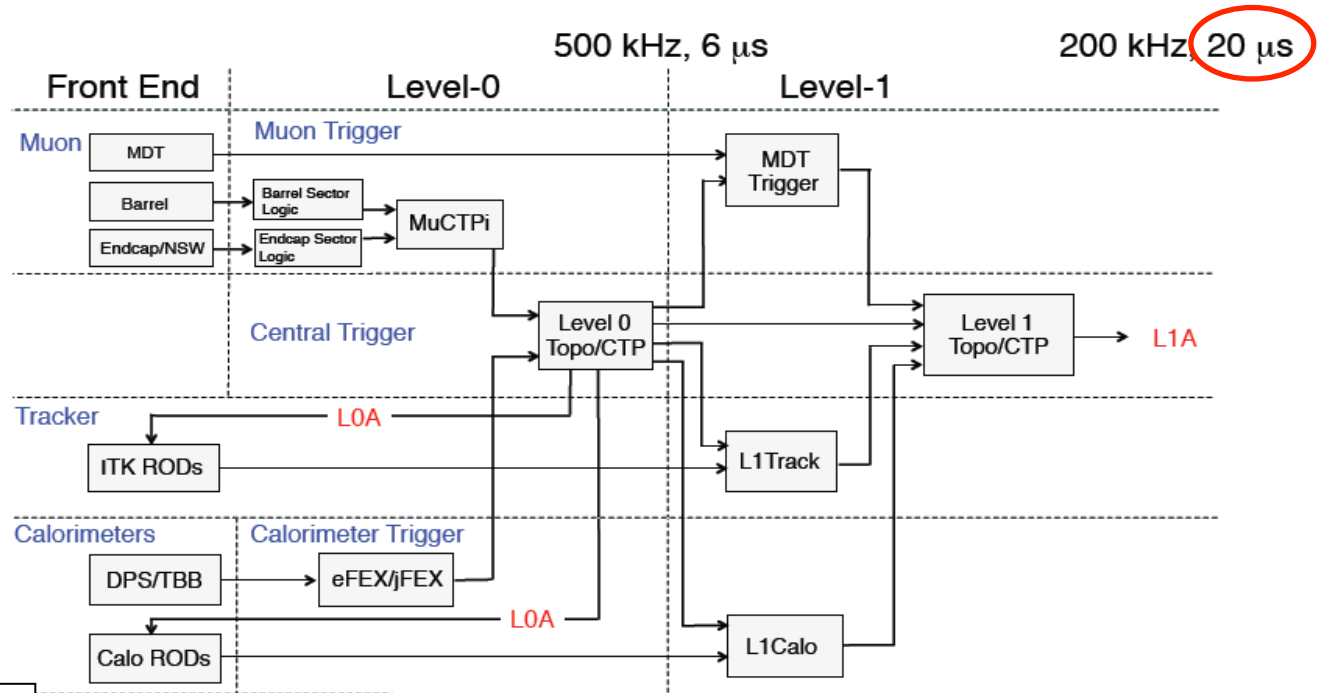 500 kHz, 6 μs
200 kHz, 20 μs
Front End
Level-0
Level-1
Muon
Muon Trigger
MDT
MDT
Trigger
Barrel
Barrel Sector
Logic
MuCTPi
Endcap/NSW
Endcap Sector
Logic
Central Trigger
Level 0
Topo/CTP
Level 1
Topo/CTP
L1A
Tracker
L0A
ITK RODs
L1Track
Calorimeters
Calorimeter Trigger
DPS/TBB
eFEX/jFEX
L0A
Calo RODs
L1Calo